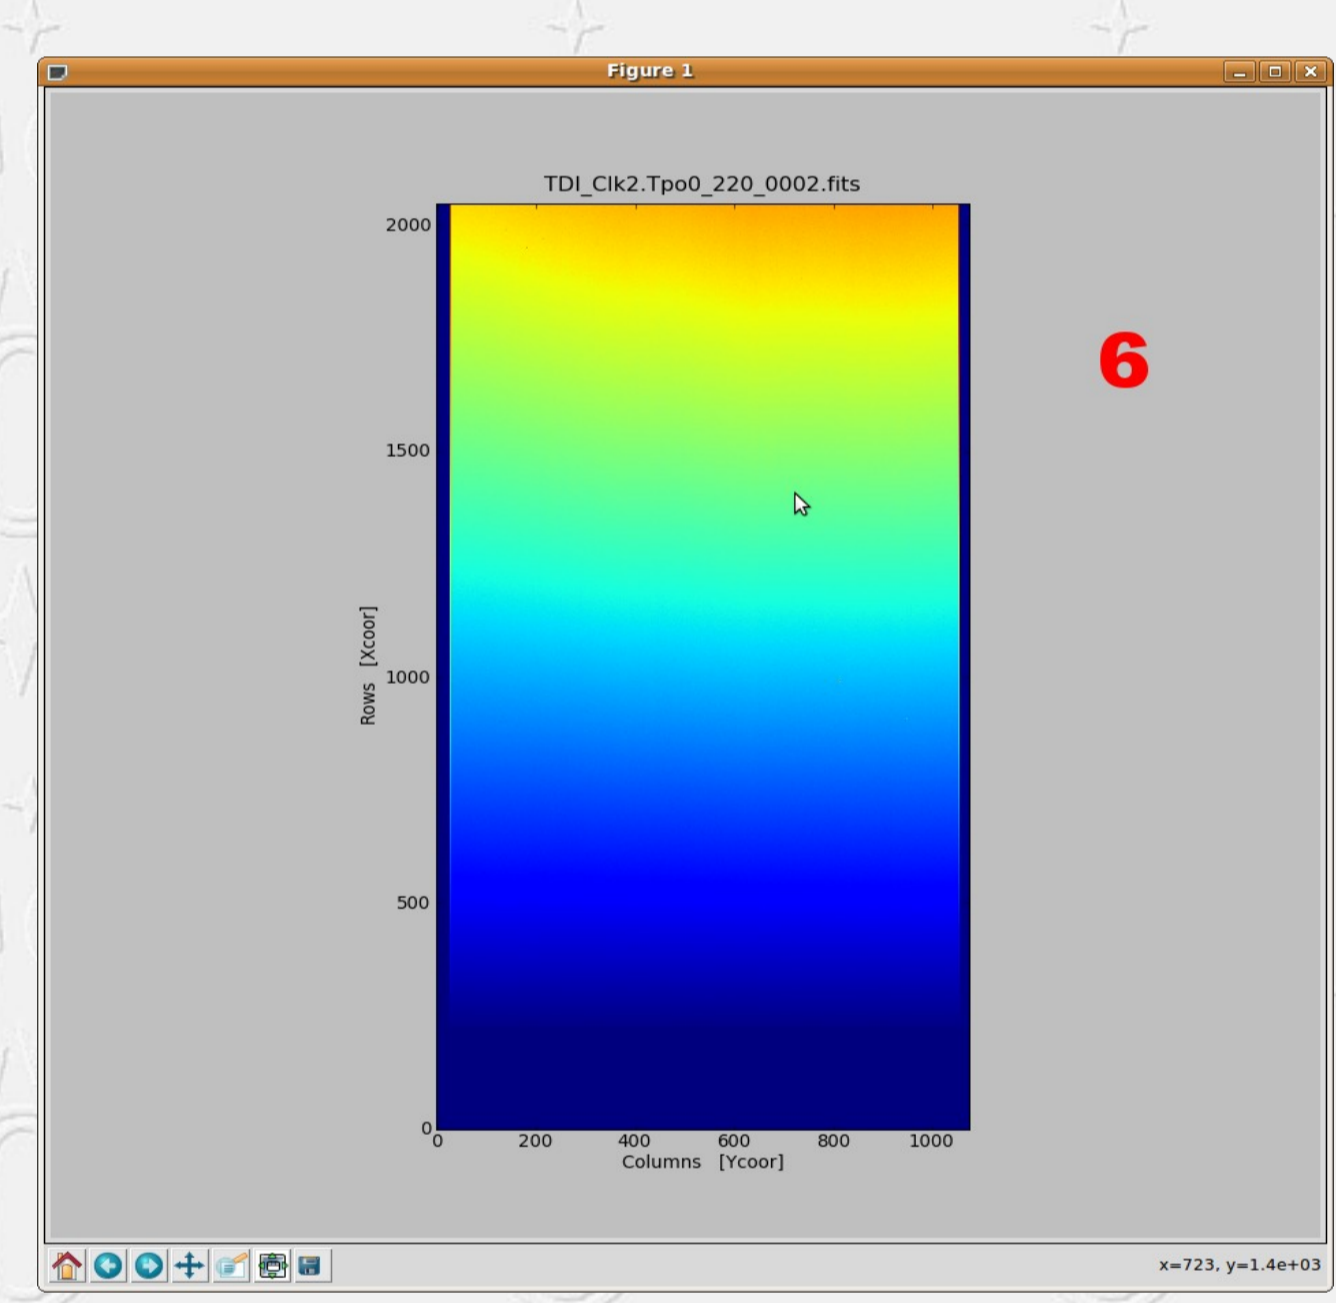 Figure 1
TDI_Clk2.Tpo0_220_0002.fits
2000
1500
1000
500
0
Rows [Xcoor]
0 200 400 600 800 1000
Columns [Ycoor]
6
x=723, y=1.4e+03